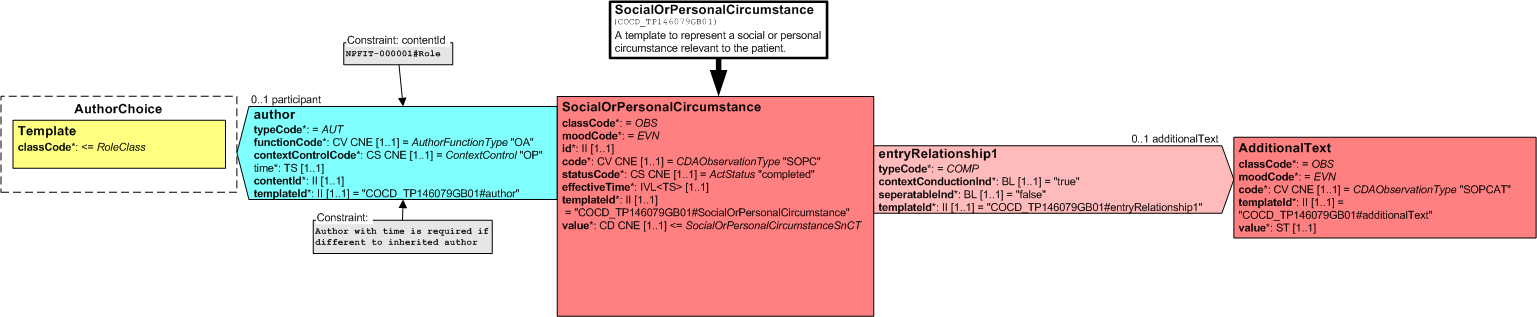 SocialOrPersonalCircumstance
(COCD_TP146079GB01)
A template to represent a social or personal
circumstance relevant to the patient.
Constraint: contentId
NPFIT-000001#Role
AuthorChoice
Template
classCode*: <= RoleClass
0..1 participant
author
typeCode*: = AUT
functionCode*: CV CNE [1..1] = AuthorFunctionType "OA"
contextControlCode*: CS CNE [1..1] = ContextControl "OP"
time*: TS [1..1]
contentId*: II [1..1]
templateId*: II [1..1] = "COCD_TP146079GB01#author"
Constraint:
Author with time is required if
different to inherited author
SocialOrPersonalCircumstance
classCode*: = OBS
moodCode*: = EVN
id*: II [1..1]
code*: CV CNE [1..1] = CDAObservationType "SOPC"
statusCode*: CS CNE [1..1] = ActStatus "completed"
effectiveTime*: IVL<TS> [1..1]
templateId*: II [1..1]
= "COCD_TP146079GB01#SocialOrPersonalCircumstance"
value*: CD CNE [1..1] <= SocialOrPersonalCircumstanceSnCT
0..1 additionalText
entryRelationship1
typeCode*: = COMP
contextConductionInd*: BL [1..1] = "true"
seperatableInd*: BL [1..1] = "false"
templateId*: II [1..1] = "COCD_TP146079GB01#entryRelationship1"
AdditionalText
classCode*: = OBS
moodCode*: = EVN
code*: CV CNE [1..1] = CDAObservationType "SOPCAT"
templateId*: II [1..1] =
"COCD_TP146079GB01#additionalText"
value*: ST [1..1]